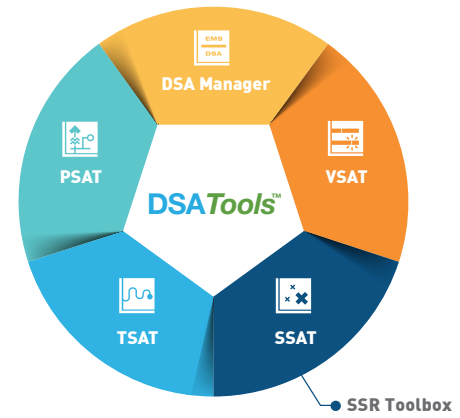 EMS
DSA
DSA Manager
PSAT
VSAT
DSATools™
TSAT
SSAT
SSR Toolbox